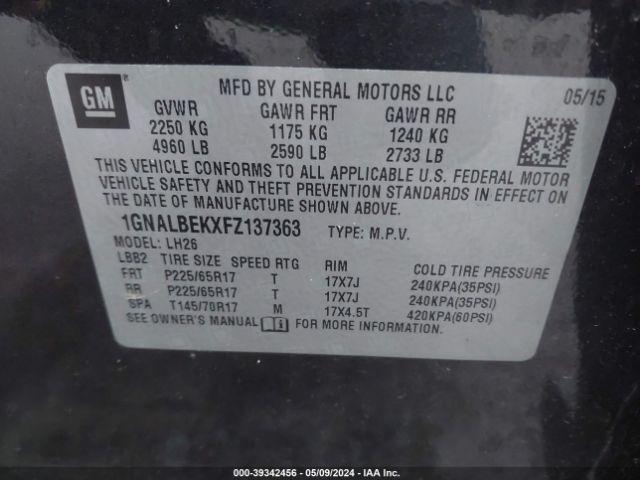 GM
MFD BY GENERAL MOTORS LLC 05/15
GVWR GAWR FRT GAWR RR
2250 KG 1175 KG 1240 KG
4960 LB 2590 LB 2733 LB
THIS VEHICLE CONFORMS TO ALL APPLICABLE U.S. FEDERAL MOTOR
VEHICLE SAFETY AND THEFT PREVENTION STANDARDS IN EFFECT ON THE
DATE OF MANUFACTURE SHOWN ABOVE.
1GNALBEKXFZ137363 TYPE: M.P.V.
MODEL: LH26
LBB2 TIRE SIZE SPEED RTG RIM COLD TIRE PRESSURE
FRT P225/65R17 T 17X7J 240KPA(35PSI)
RR P225/65R17 T 17X7J 240KPA(35PSI)
SPA T145/70R17 M 17X4.5T 420KPA(60PSI)
SEE OWNER'S MANUAL FOR MORE INFORMATION.
000-39342456 - 05/09/2024 - IAA Inc.